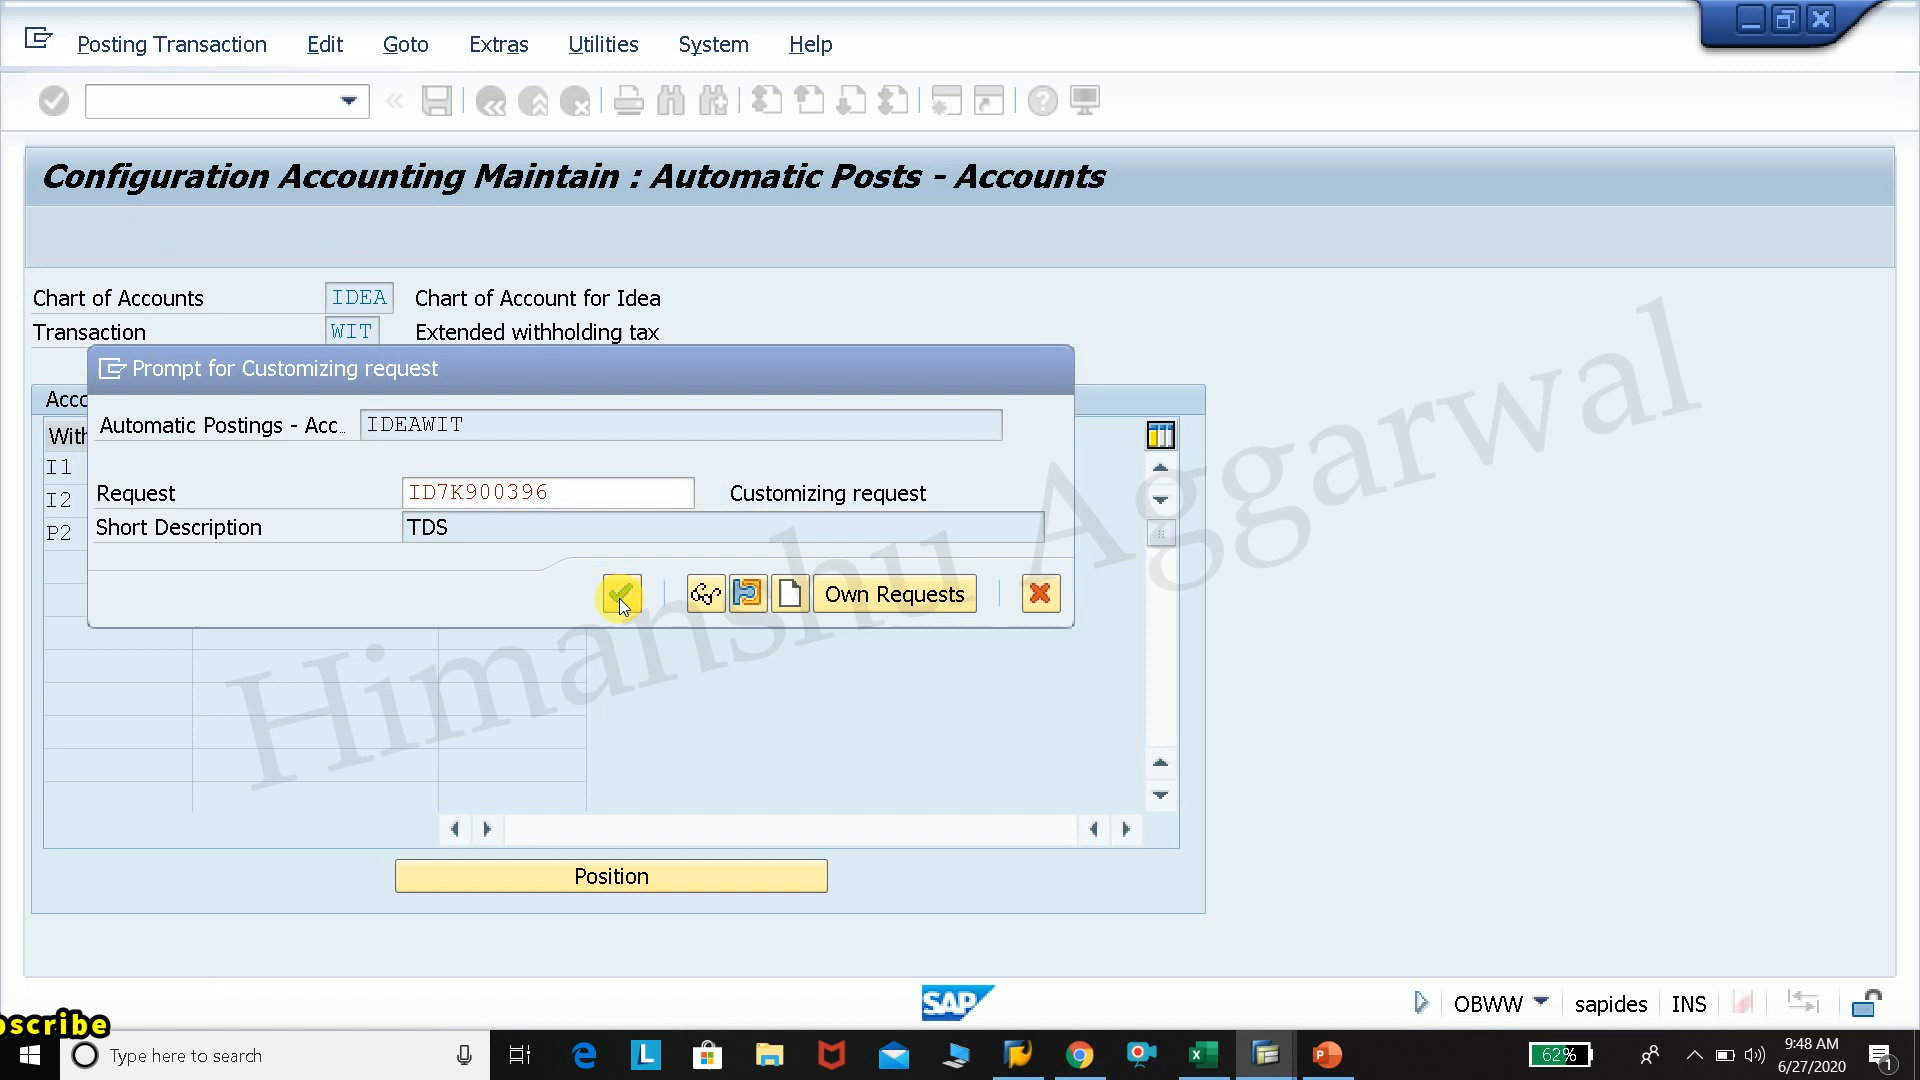 Posting Transaction Edit Goto Extras Utilities System Help
Configuration Accounting Maintain : Automatic Posts - Accounts
Chart of Accounts IDEA Chart of Account for Idea
Transaction WIT Extended withholding tax
Prompt for Customizing request
Acco
Automatic Postings - Acc.. IDEAWIT
With
I1
Request ID7K900396 Customizing request
I2
Short Description TDS
P2
Own Requests
Himanshu Aggarwal
Position
SAP
OBWW sapides INS
bscribe
Type here to search
62%
9:48 AM
6/27/2020
1